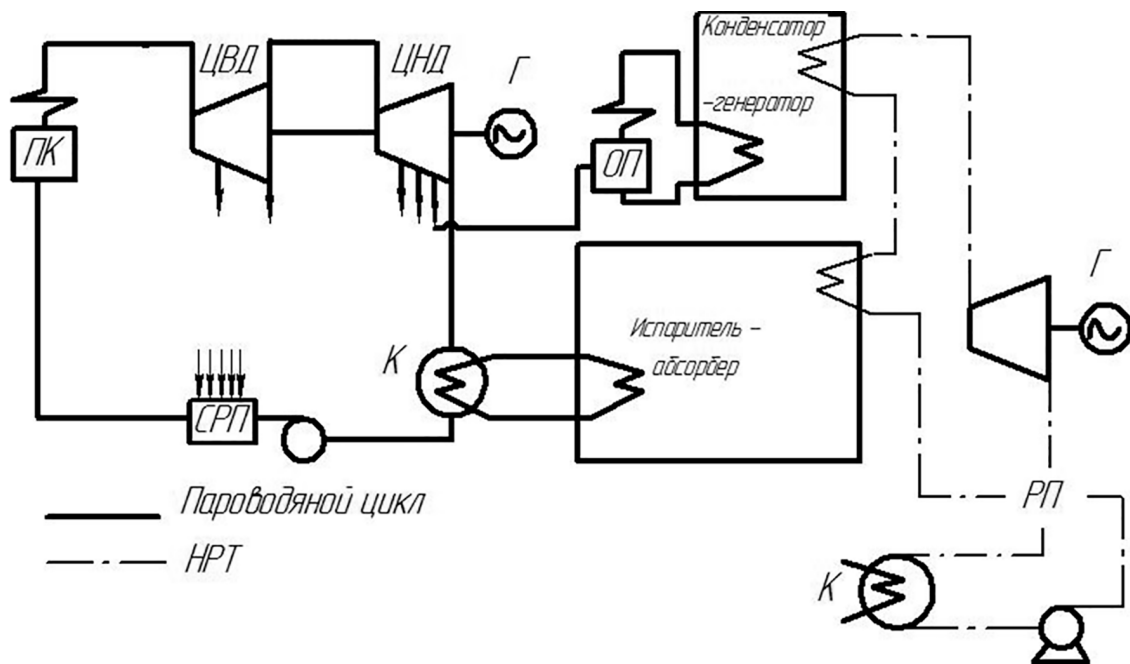 ЦВД
ЦНД
Г
Конденсатор
-генератор
ПК
ОП
Г
Испаритель -
абсорбер
К
СРП
РП
Пароводяной цикл
НРТ
К